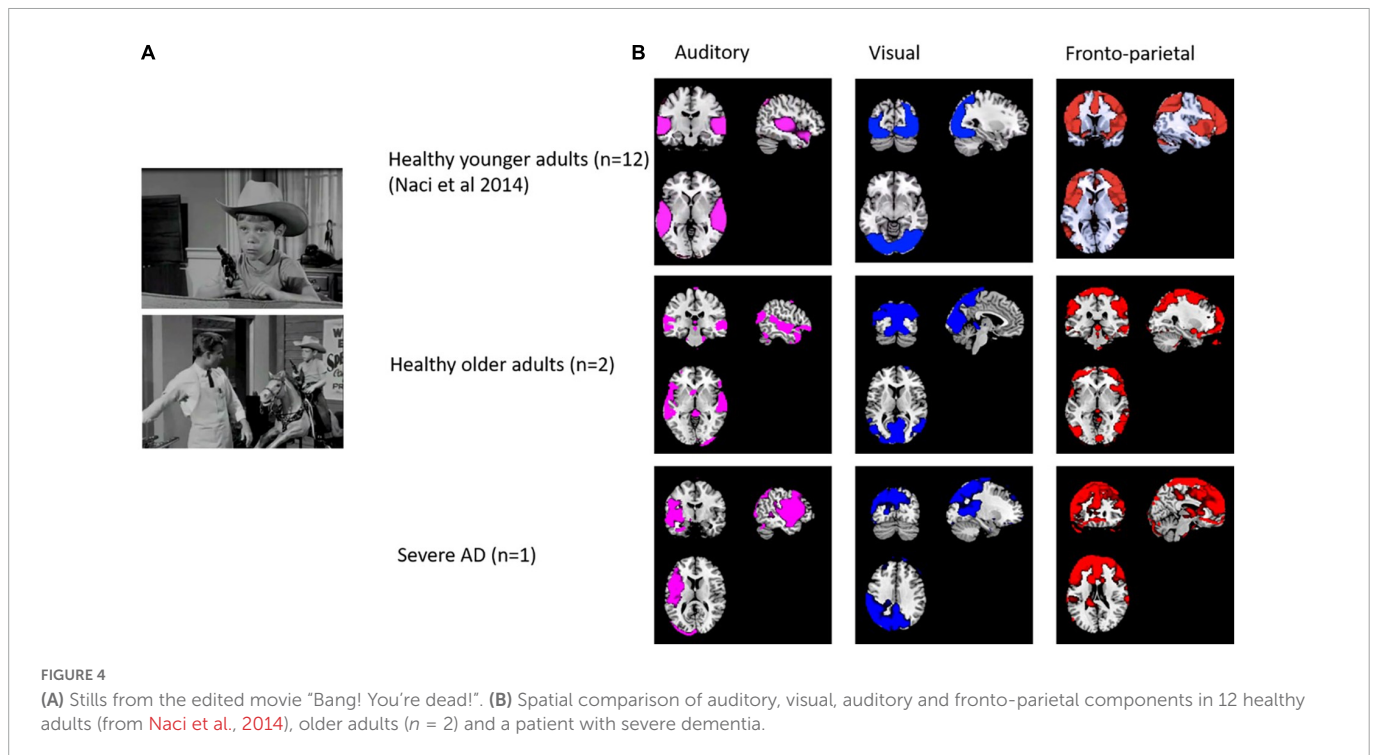 A
B
Auditory
Visual
Fronto-parietal
Healthy younger adults (n=12)
(Naci et al 2014)
Healthy older adults (n=2)
Severe AD (n=1)
FIGURE 4
(A) Stills from the edited movie “Bang! You’re dead!”. (B) Spatial comparison of auditory, visual, auditory and fronto-parietal components in 12 healthy
adults (from Naci et al., 2014), older adults (n = 2) and a patient with severe dementia.